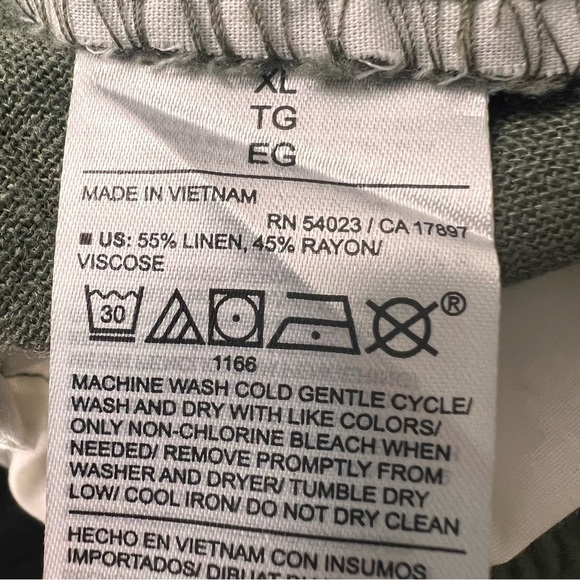 XL
TG
EG
MADE IN VIETNAM
RN 54023 / CA 17897
US: 55% LINEN, 45% RAYON/
VISCOSE
30
®
1166
MACHINE WASH COLD GENTLE CYCLE/
WASH AND DRY WITH LIKE COLORS/
ONLY NON-CHLORINE BLEACH WHEN
NEEDED/ REMOVE PROMPTLY FROM
WASHER AND DRYER/ TUMBLE DRY
LOW/ COOL IRON/ DO NOT DRY CLEAN
HECHO EN VIETNAM CON INSUMOS
IMPORTADOS/